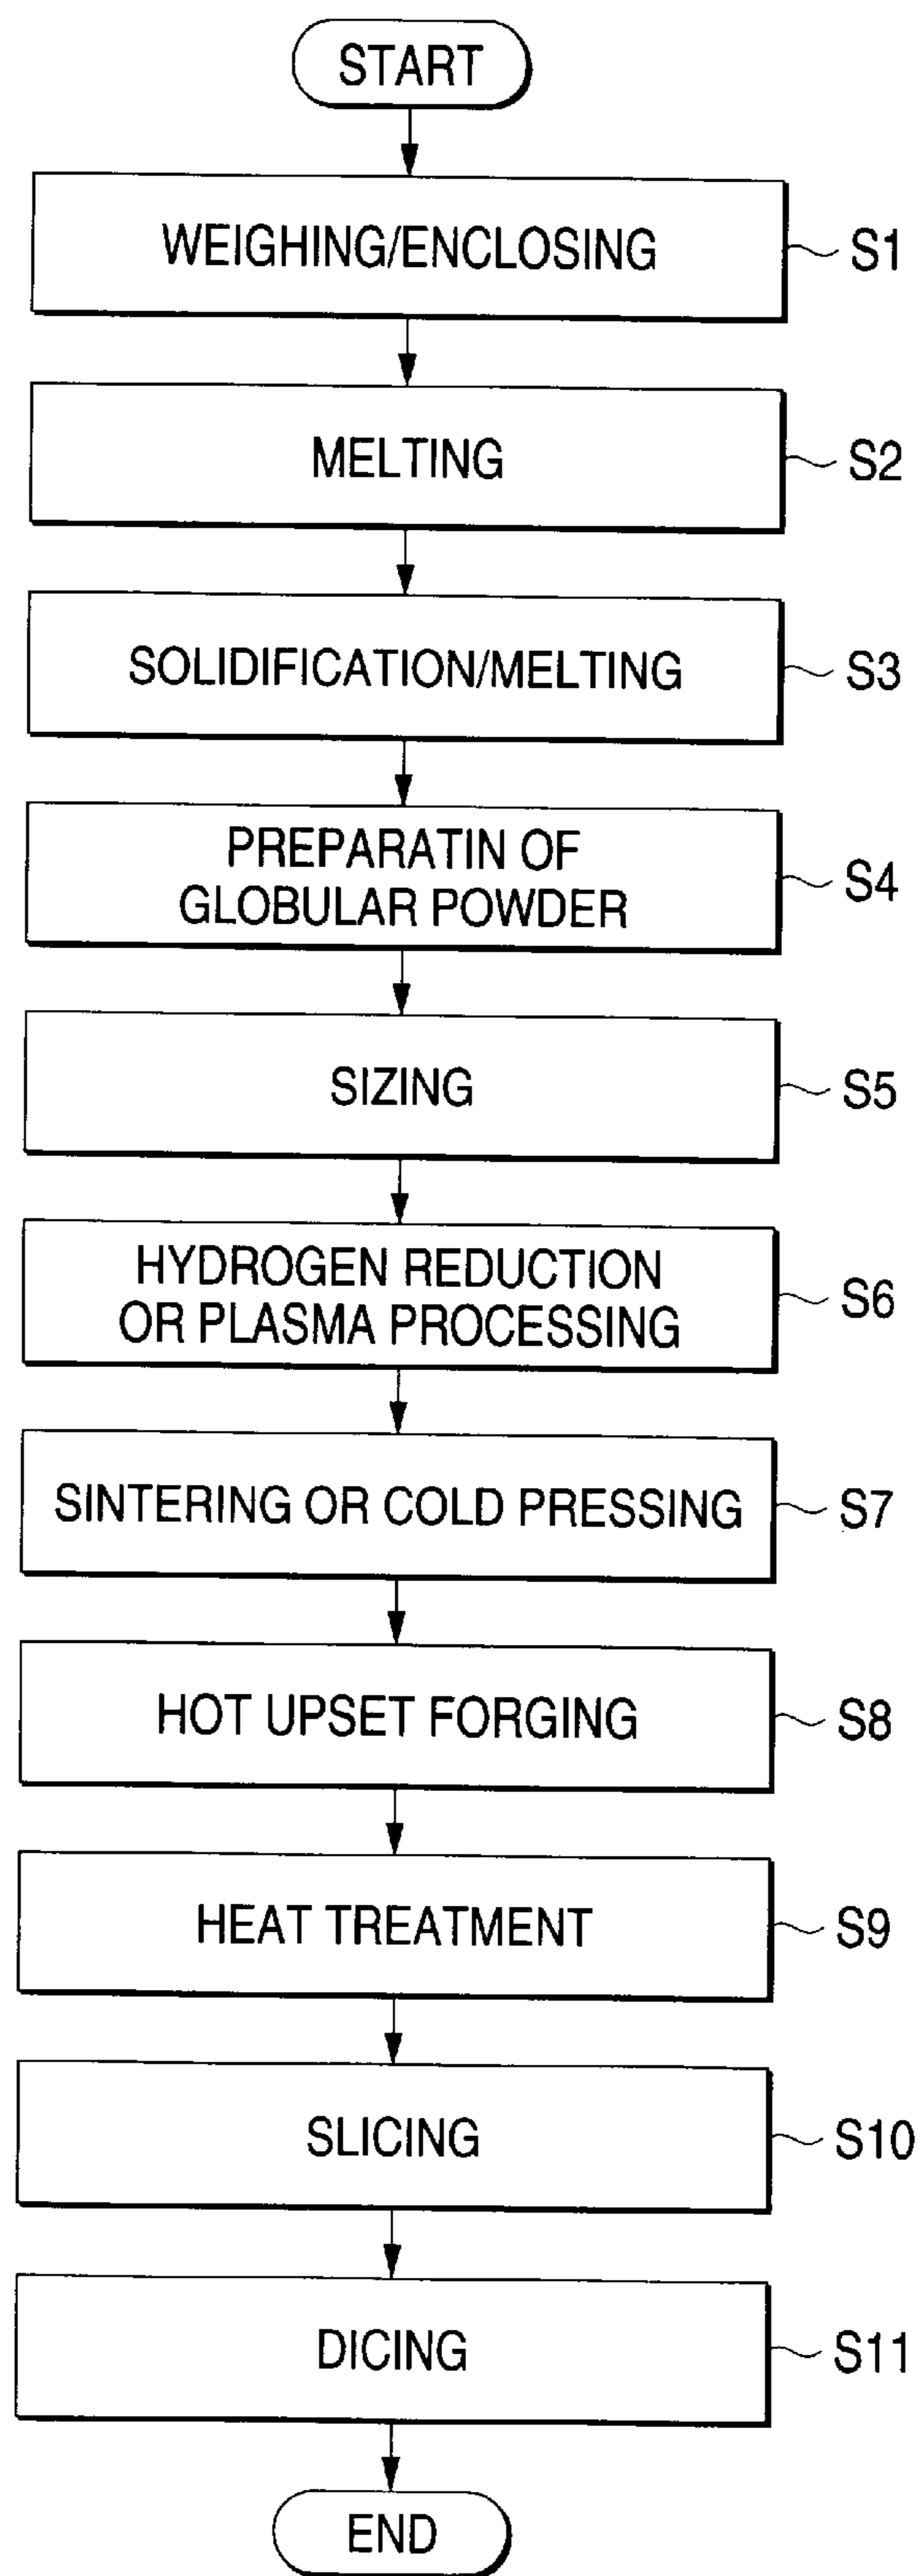 START
WEIGHING/ENCLOSING
S1
MELTING
S2
SOLIDIFICATION/MELTING
S3
PREPARATIN OF
GLOBULAR POWDER
S4
SIZING
S5
HYDROGEN REDUCTION
OR PLASMA PROCESSING
S6
SINTERING OR COLD PRESSING
S7
HOT UPSET FORGING
S8
HEAT TREATMENT
S9
SLICING
S10
DICING
S11
END